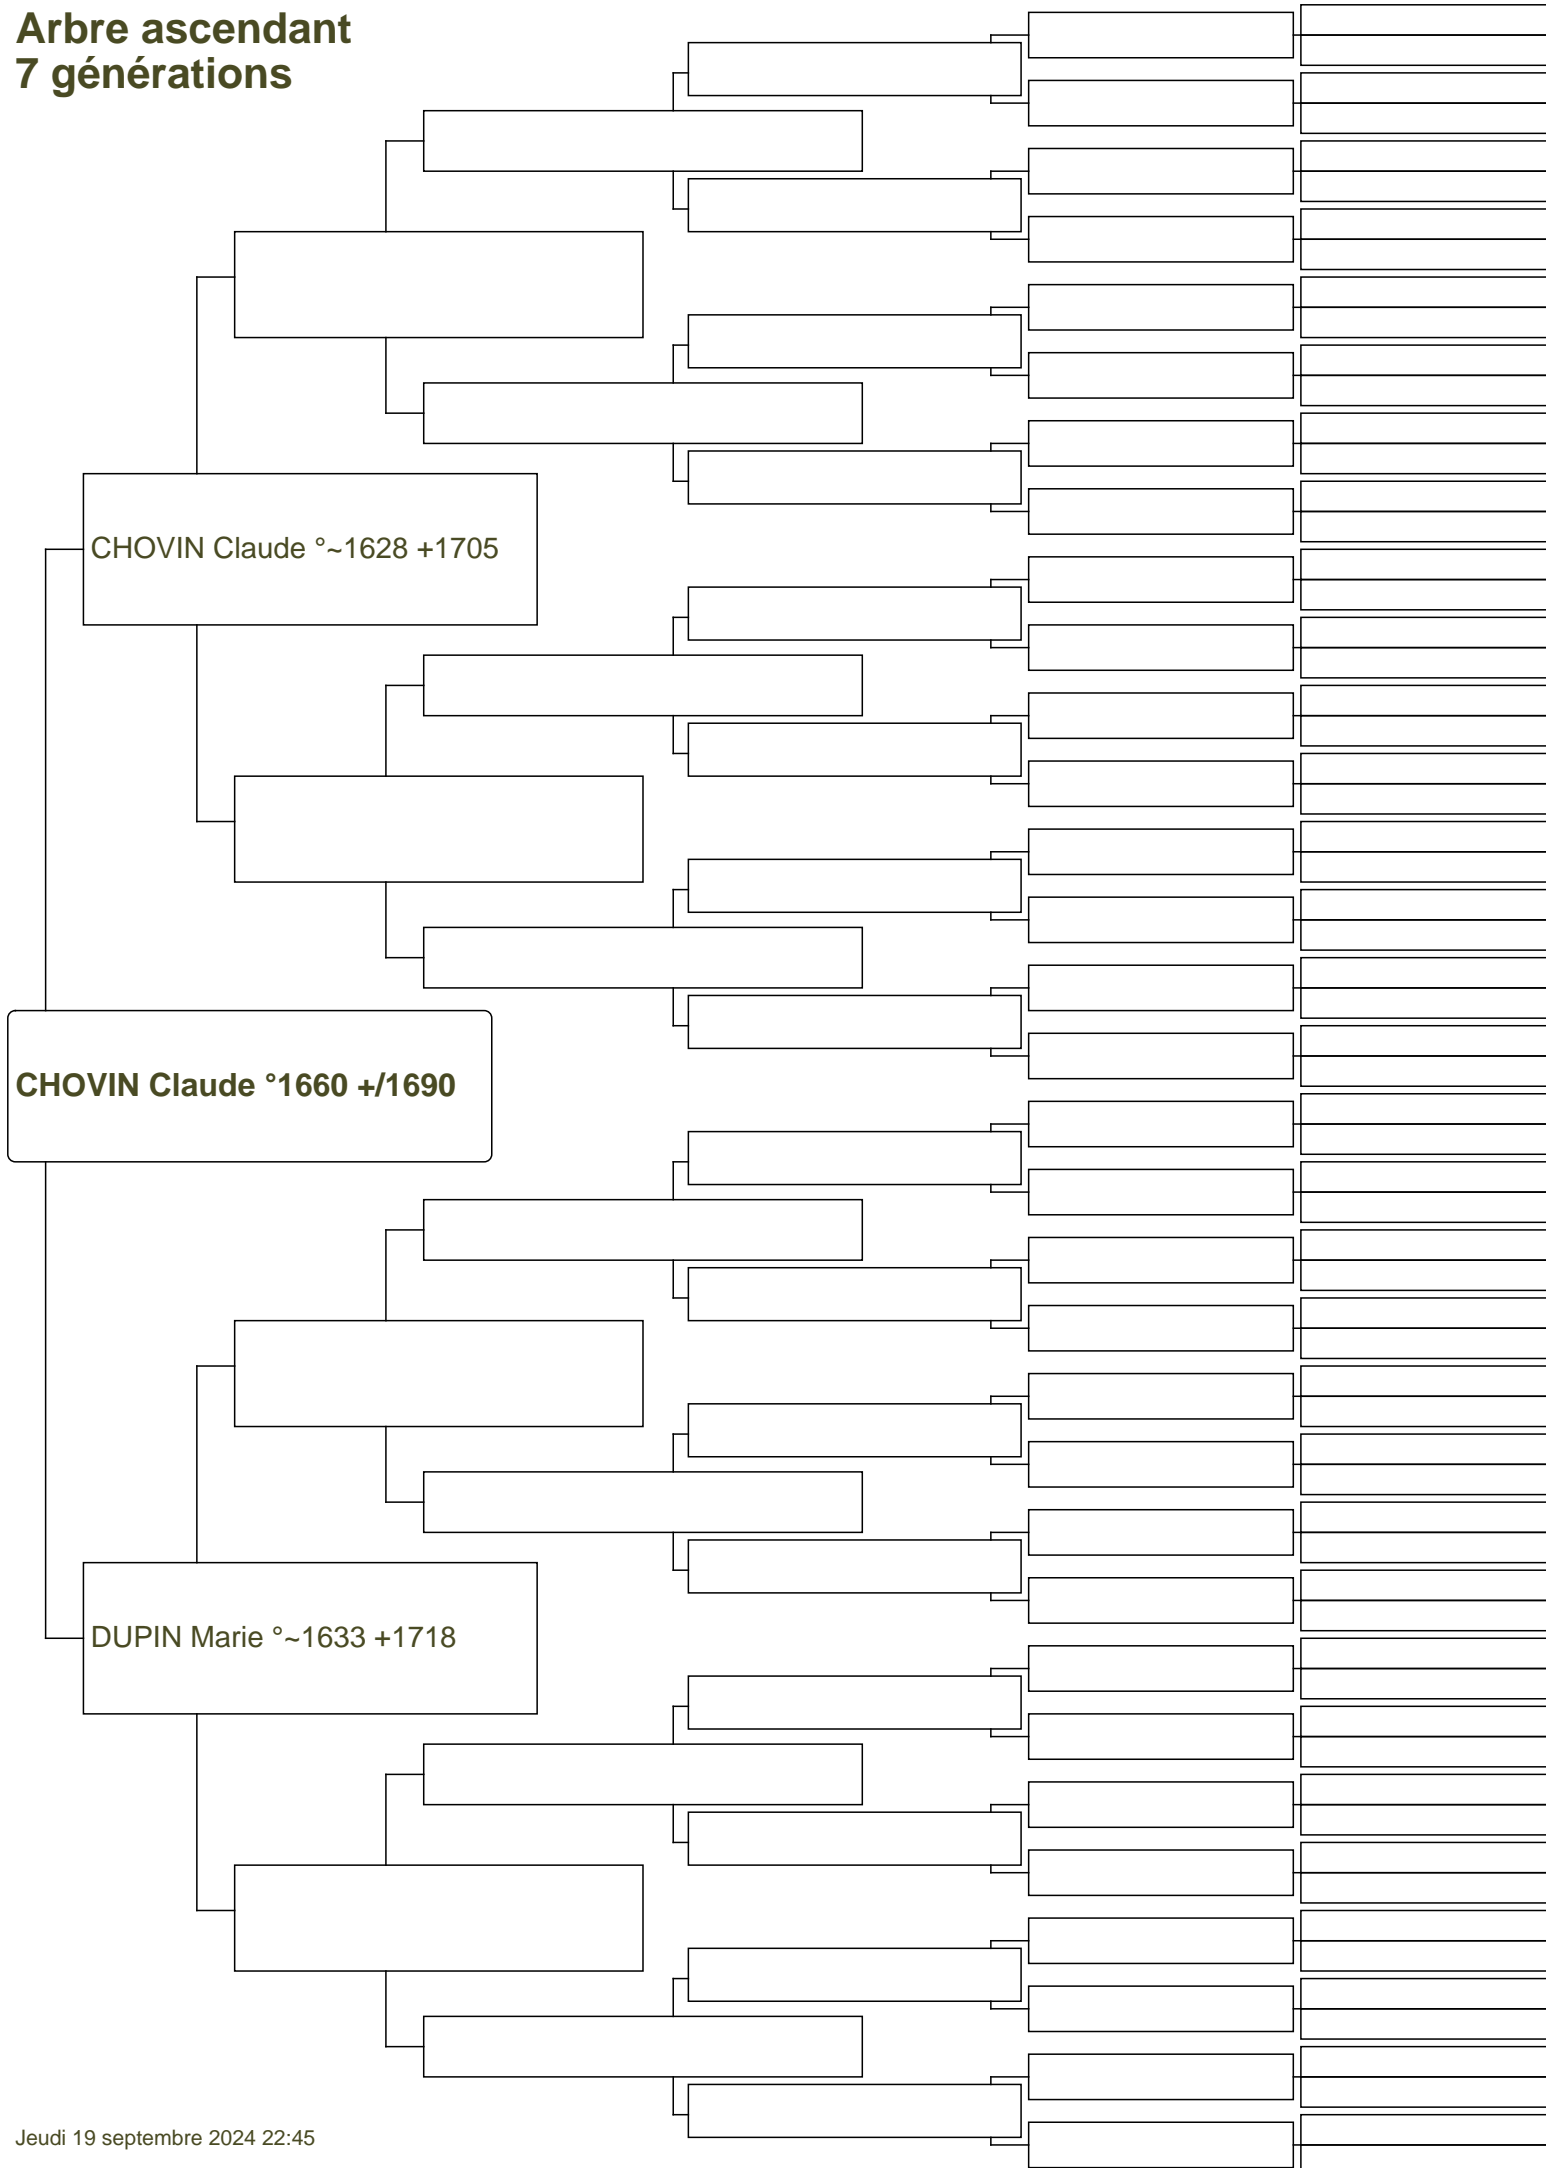 Arbre ascendant
7 générations
CHOVIN Claude °~1628 +1705
CHOVIN Claude °1660 +/1690
DUPIN Marie °~1633 +1718
Jeudi 19 septembre 2024 22:45